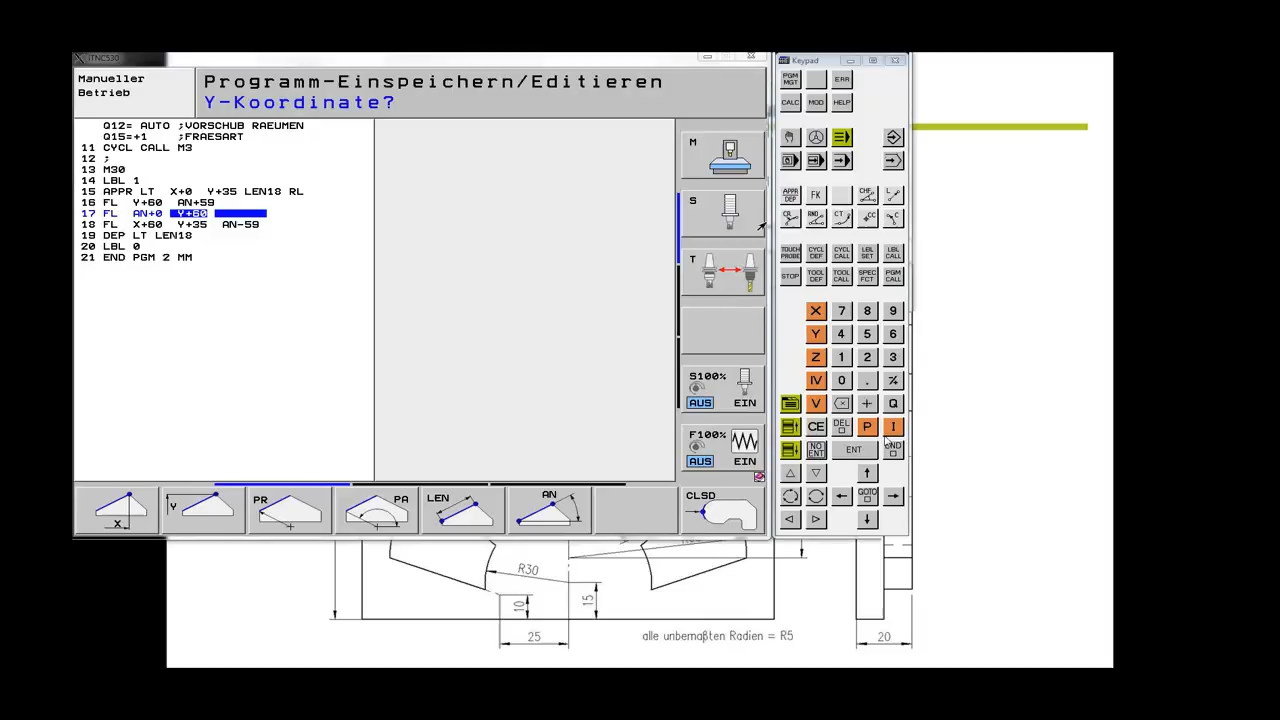 iTNC530
Manueller
Betrieb
Programm-Einspeichern/Editieren
Y-Koordinate?
Q12= AUTO ;VORSCHUB RAEUMEN
Q15=+1 ;FRAESART
11 CYCL CALL M3
12 ;
13 M30
14 LBL 1
15 APPR LT X+0 Y+35 LEN18 RL
16 FL Y+60 AN+59
17 FL AN+0 Y+60
18 FL X+60 Y+35 AN-59
19 DEP LT LEN18
20 LBL 0
21 END PGM 2 MM
M
S
T
S100%
AUS EIN
F100%
AUS EIN
X
Y
PR
PA
LEN
AN
CLSD
Keypad
PGM MGT
ERR
CALC MOD HELP
APPR DEP FK CHF L
CR RND CT CC C
TOUCH PROBE CYCL DEF CYCL CALL LBL SET LBL CALL
STOP TOOL DEF TOOL CALL SPEC FCT PGM CALL
X 7 8 9
Y 4 5 6
Z 1 2 3
IV 0 .
V + Q
CE DEL P I
NO ENT ENT END
GOTO
R30
10
15
25
alle unbemaßten Radien = R5
20